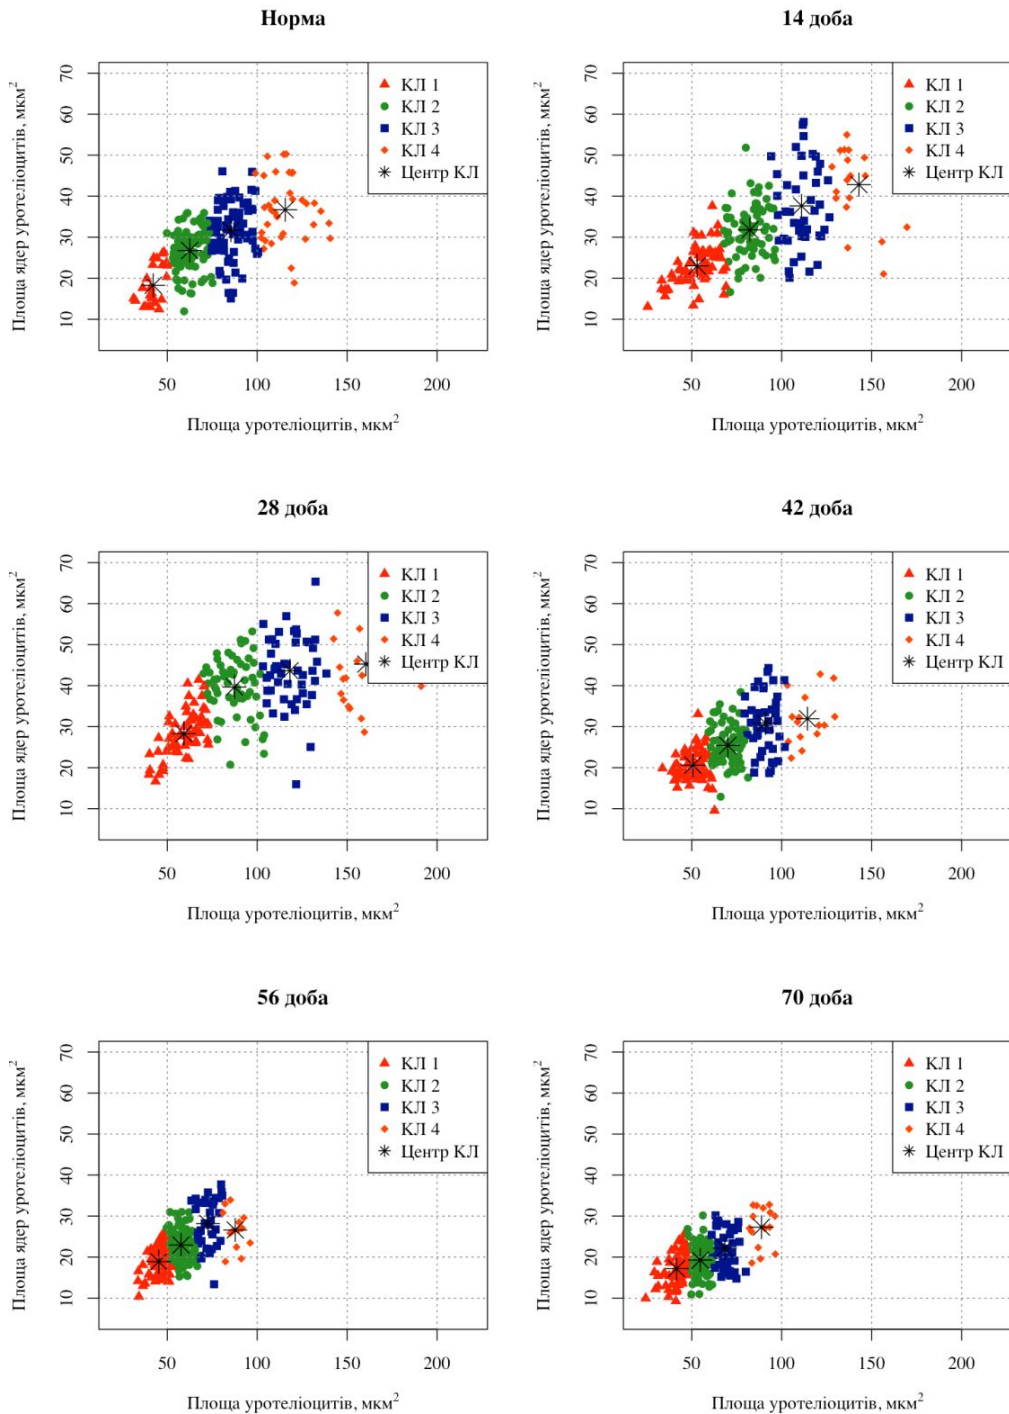 Норма
Площа ядер уротеліоцитів, мкм²
70
60
50
40
30
20
10
КЛ 1
КЛ 2
КЛ 3
КЛ 4
Центр КЛ
50 100 150 200
Площа уротеліоцитів, мкм²
14 доба
Площа ядер уротеліоцитів, мкм²
70
60
50
40
30
20
10
КЛ 1
КЛ 2
КЛ 3
КЛ 4
Центр КЛ
50 100 150 200
Площа уротеліоцитів, мкм²
28 доба
Площа ядер уротеліоцитів, мкм²
70
60
50
40
30
20
10
КЛ 1
КЛ 2
КЛ 3
КЛ 4
Центр КЛ
50 100 150 200
Площа уротеліоцитів, мкм²
42 доба
Площа ядер уротеліоцитів, мкм²
70
60
50
40
30
20
10
КЛ 1
КЛ 2
КЛ 3
КЛ 4
Центр КЛ
50 100 150 200
Площа уротеліоцитів, мкм²
56 доба
Площа ядер уротеліоцитів, мкм²
70
60
50
40
30
20
10
КЛ 1
КЛ 2
КЛ 3
КЛ 4
Центр КЛ
50 100 150 200
Площа уротеліоцитів, мкм²
70 доба
Площа ядер уротеліоцитів, мкм²
70
60
50
40
30
20
10
КЛ 1
КЛ 2
КЛ 3
КЛ 4
Центр КЛ
50 100 150 200
Площа уротеліоцитів, мкм²